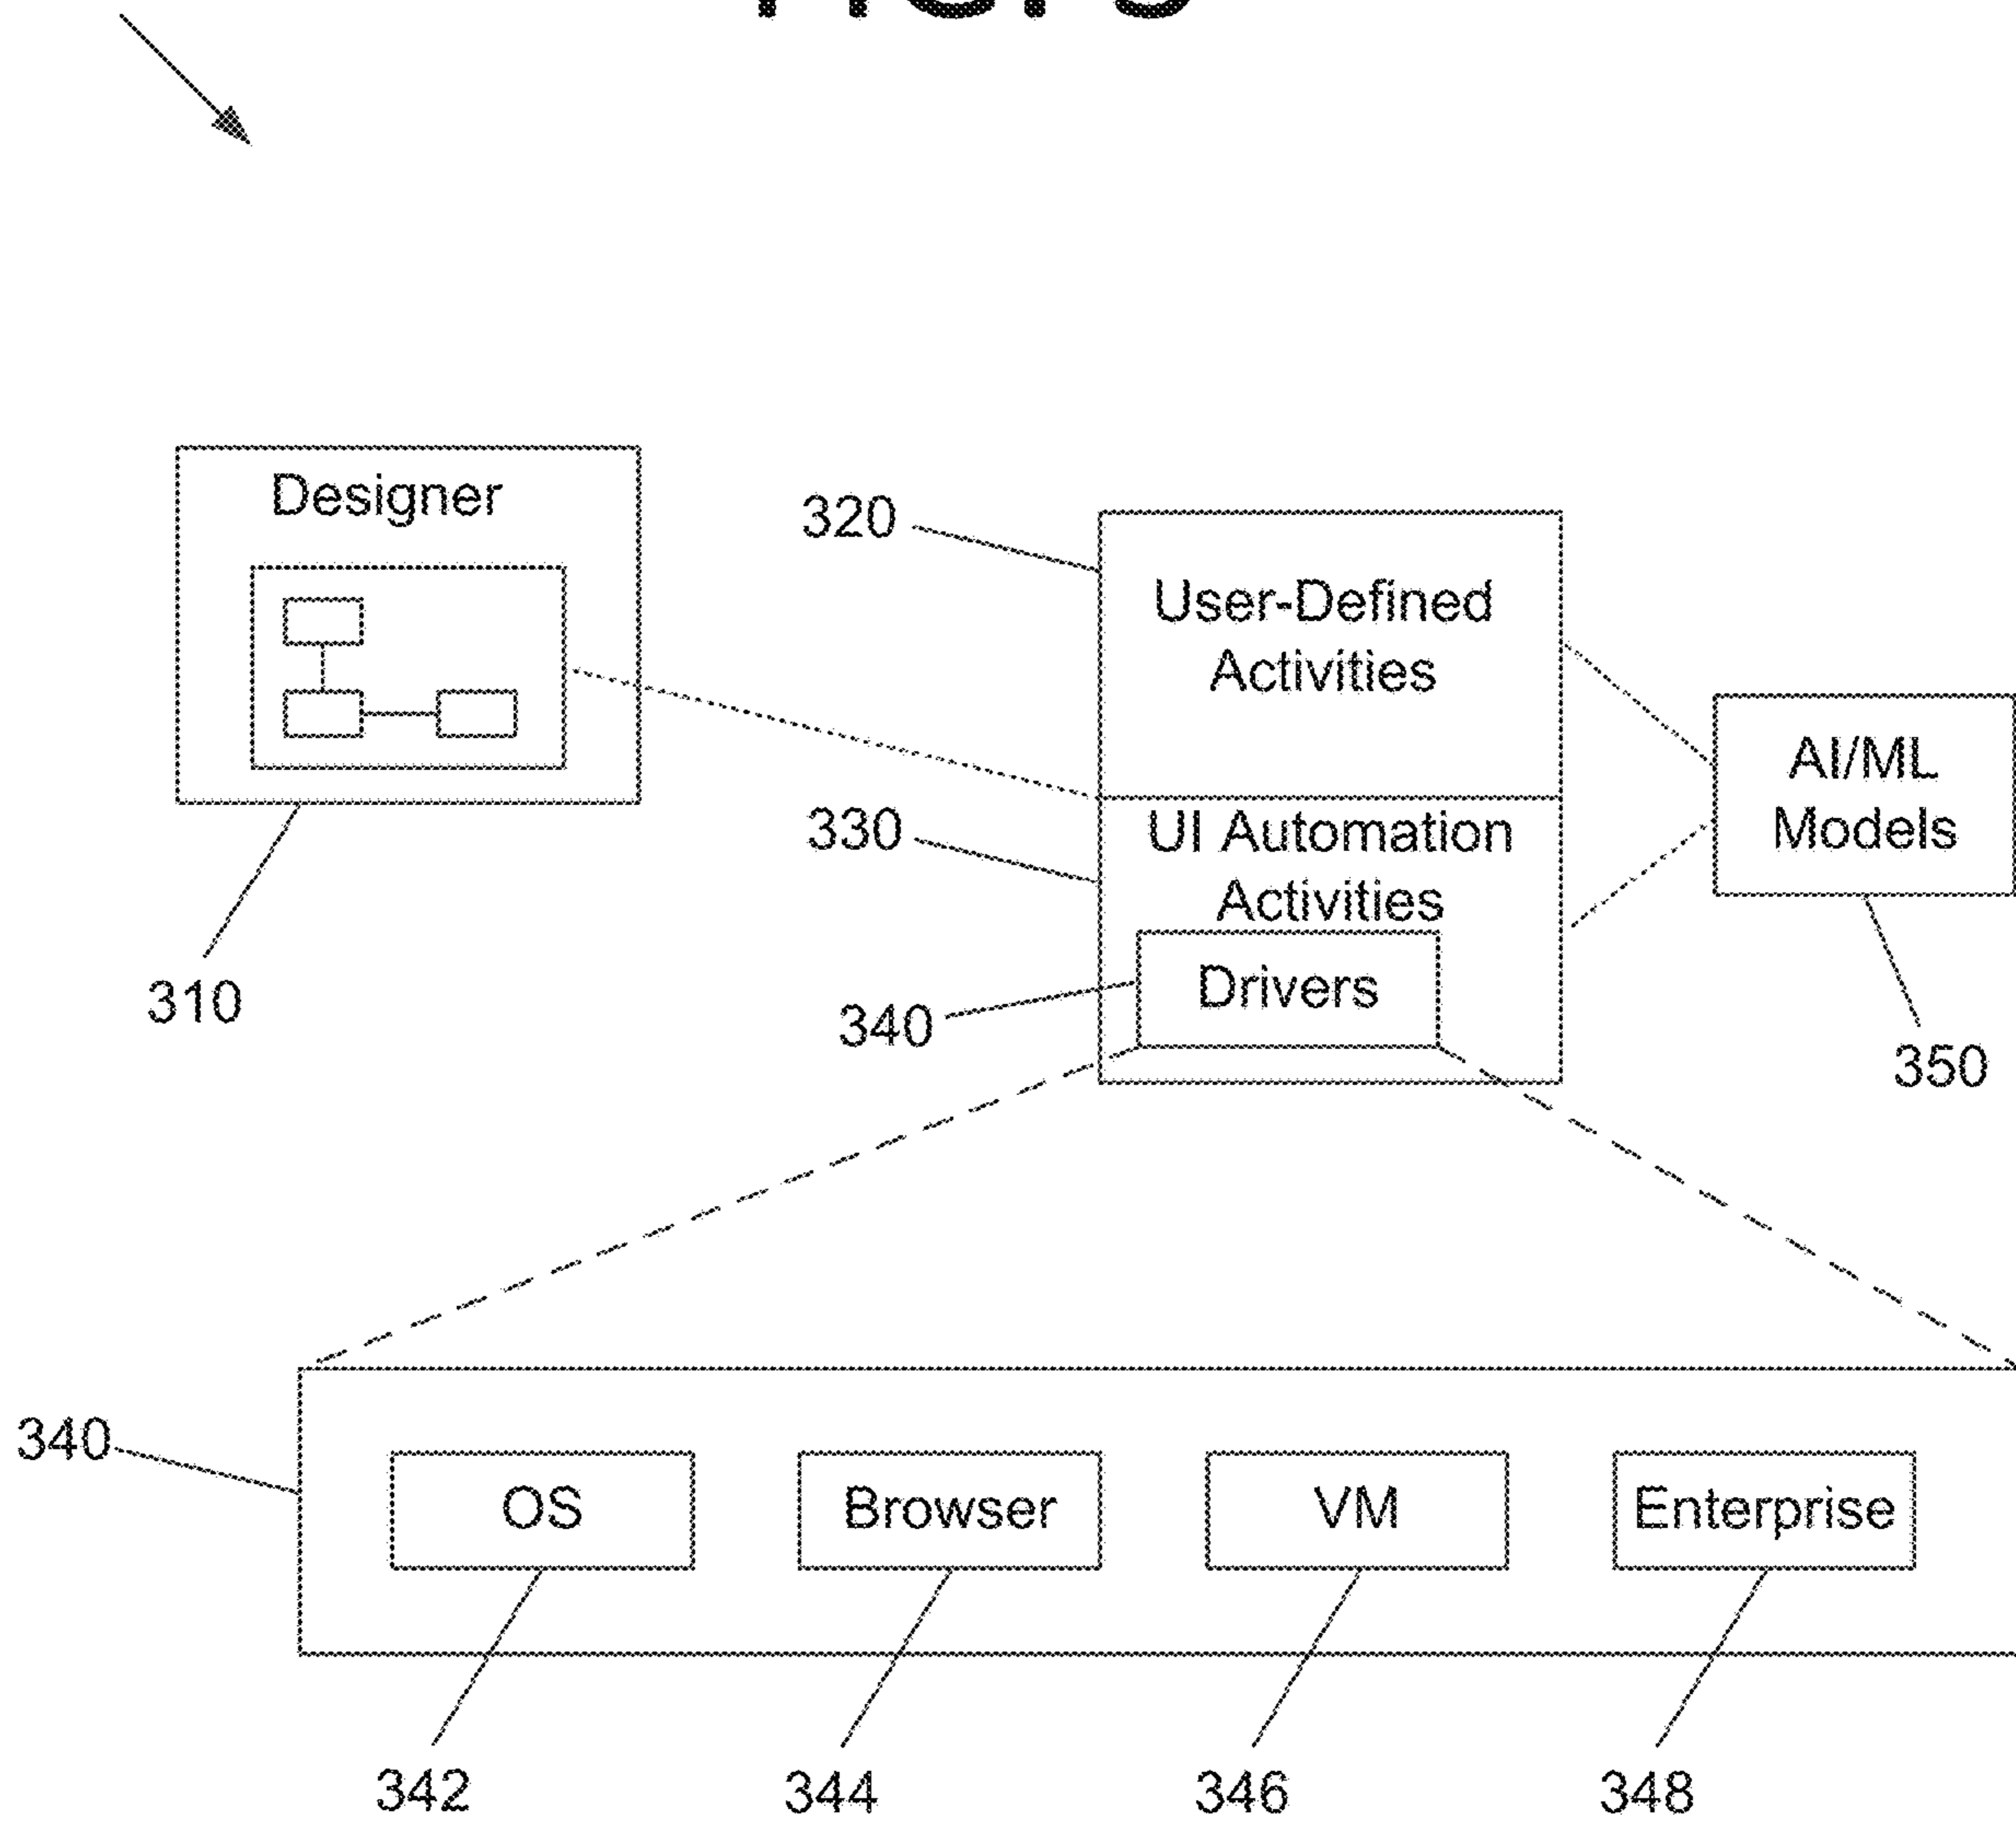 Designer
320
User-Defined
Activities
AI/ML
Models
330
UI Automation
Activities
310
340
Drivers
350
340
OS
Browser
VM
Enterprise
342
344
346
348